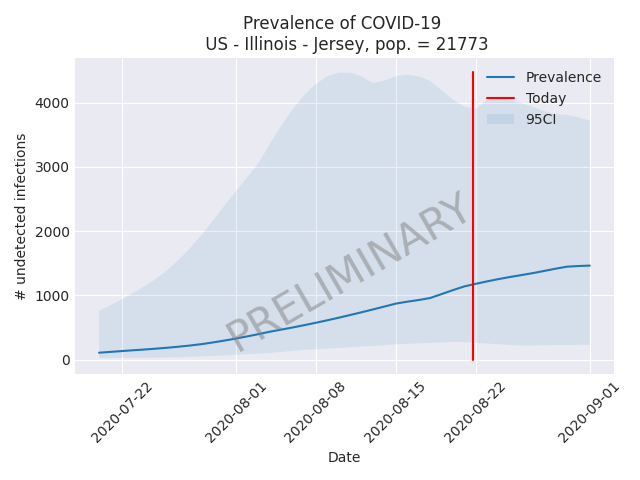 Prevalence of COVID-19
US - Illinois - Jersey, pop. = 21773
Prevalence
Today
95CI
4000
3000
2000
1000
0
# undetected infections
PRELIMINARY
2020-07-22
2020-08-01
2020-08-08
2020-08-15
2020-08-22
2020-09-01
Date